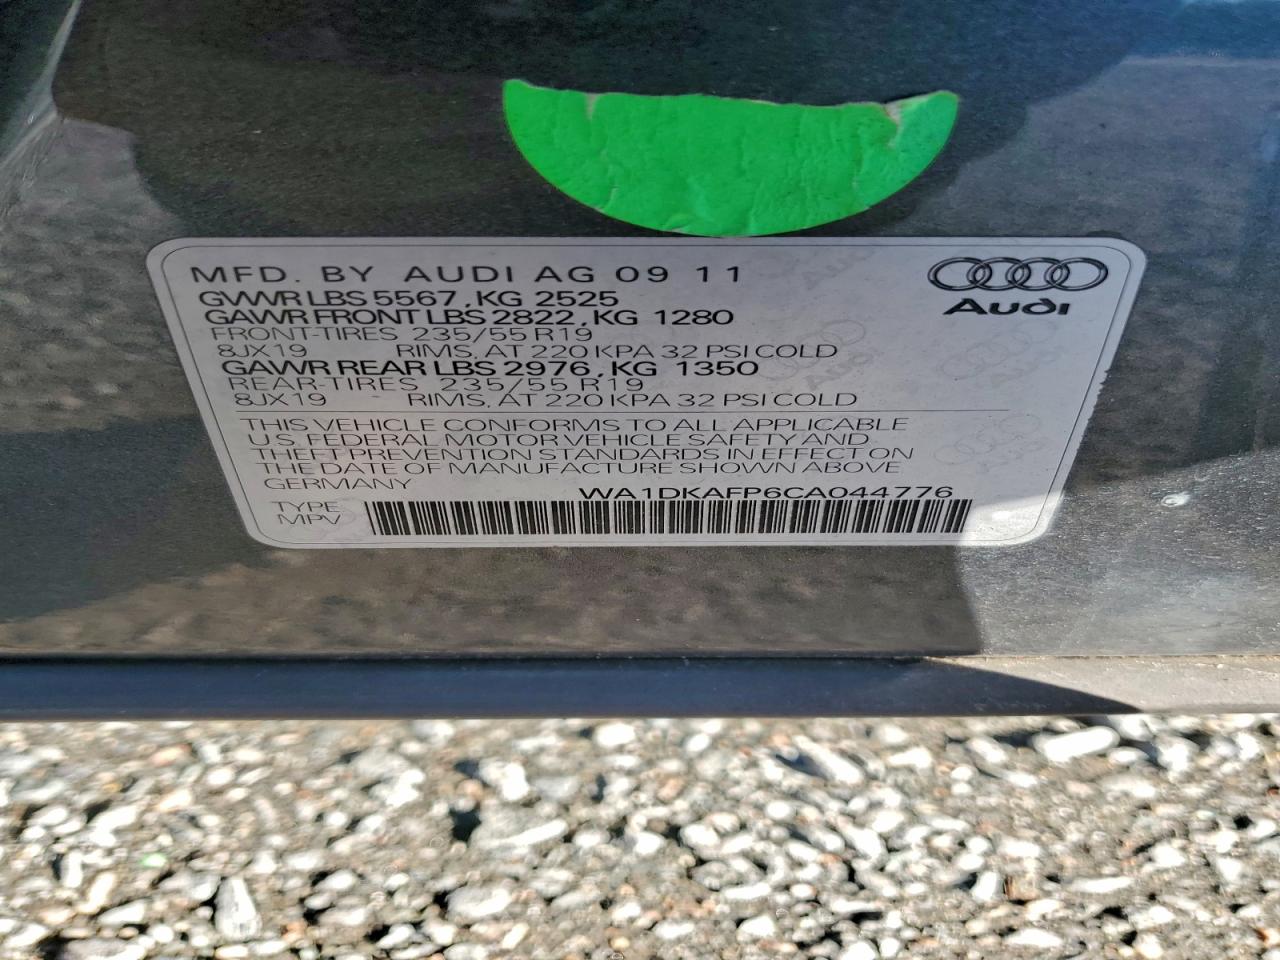 MFD. BY AUDI AG 09 11
GVWR LBS 5567, KG 2525
GAWR FRONT LBS 2822, KG 1280
FRONT-TIRES 235/55 R19
8JX19 RIMS, AT 220 KPA 32 PSI COLD
GAWR REAR LBS 2976, KG 1350
REAR-TIRES 235/55 R19
8JX19 RIMS, AT 220 KPA 32 PSI COLD
Audi
THIS VEHICLE CONFORMS TO ALL APPLICABLE
U.S. FEDERAL MOTOR VEHICLE SAFETY AND
THEFT PREVENTION STANDARDS IN EFFECT ON
THE DATE OF MANUFACTURE SHOWN ABOVE
GERMANY
WA1DKAFP6CA044776
TYPE
MPV